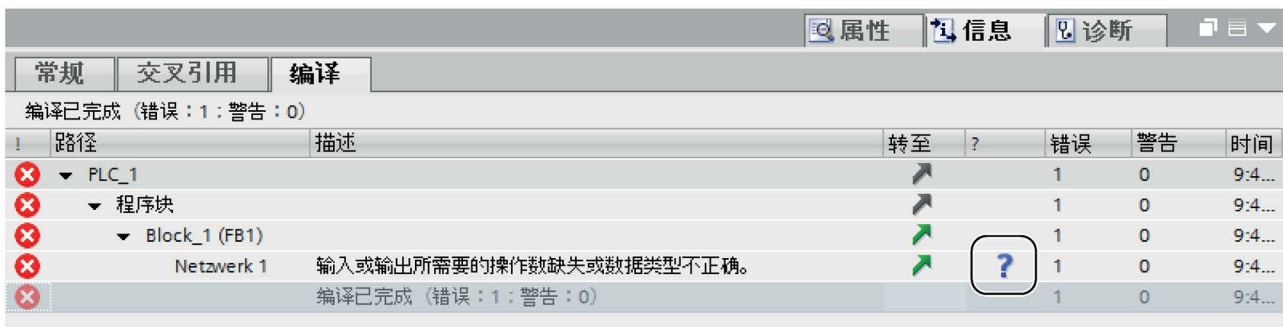 属性 信息 诊断
常规 交叉引用 编译
编译已完成（错误：1；警告：0）
! 路径 描述 转至 ? 错误 警告 时间
PLC_1 1 0 9:4...
程序块 1 0 9:4...
Block_1 (FB1) 1 0 9:4...
Netzwerk 1 输入或输出所需要的操作数缺失或数据类型不正确。 ? 1 0 9:4...
编译已完成（错误：1；警告：0） 1 0 9:4...